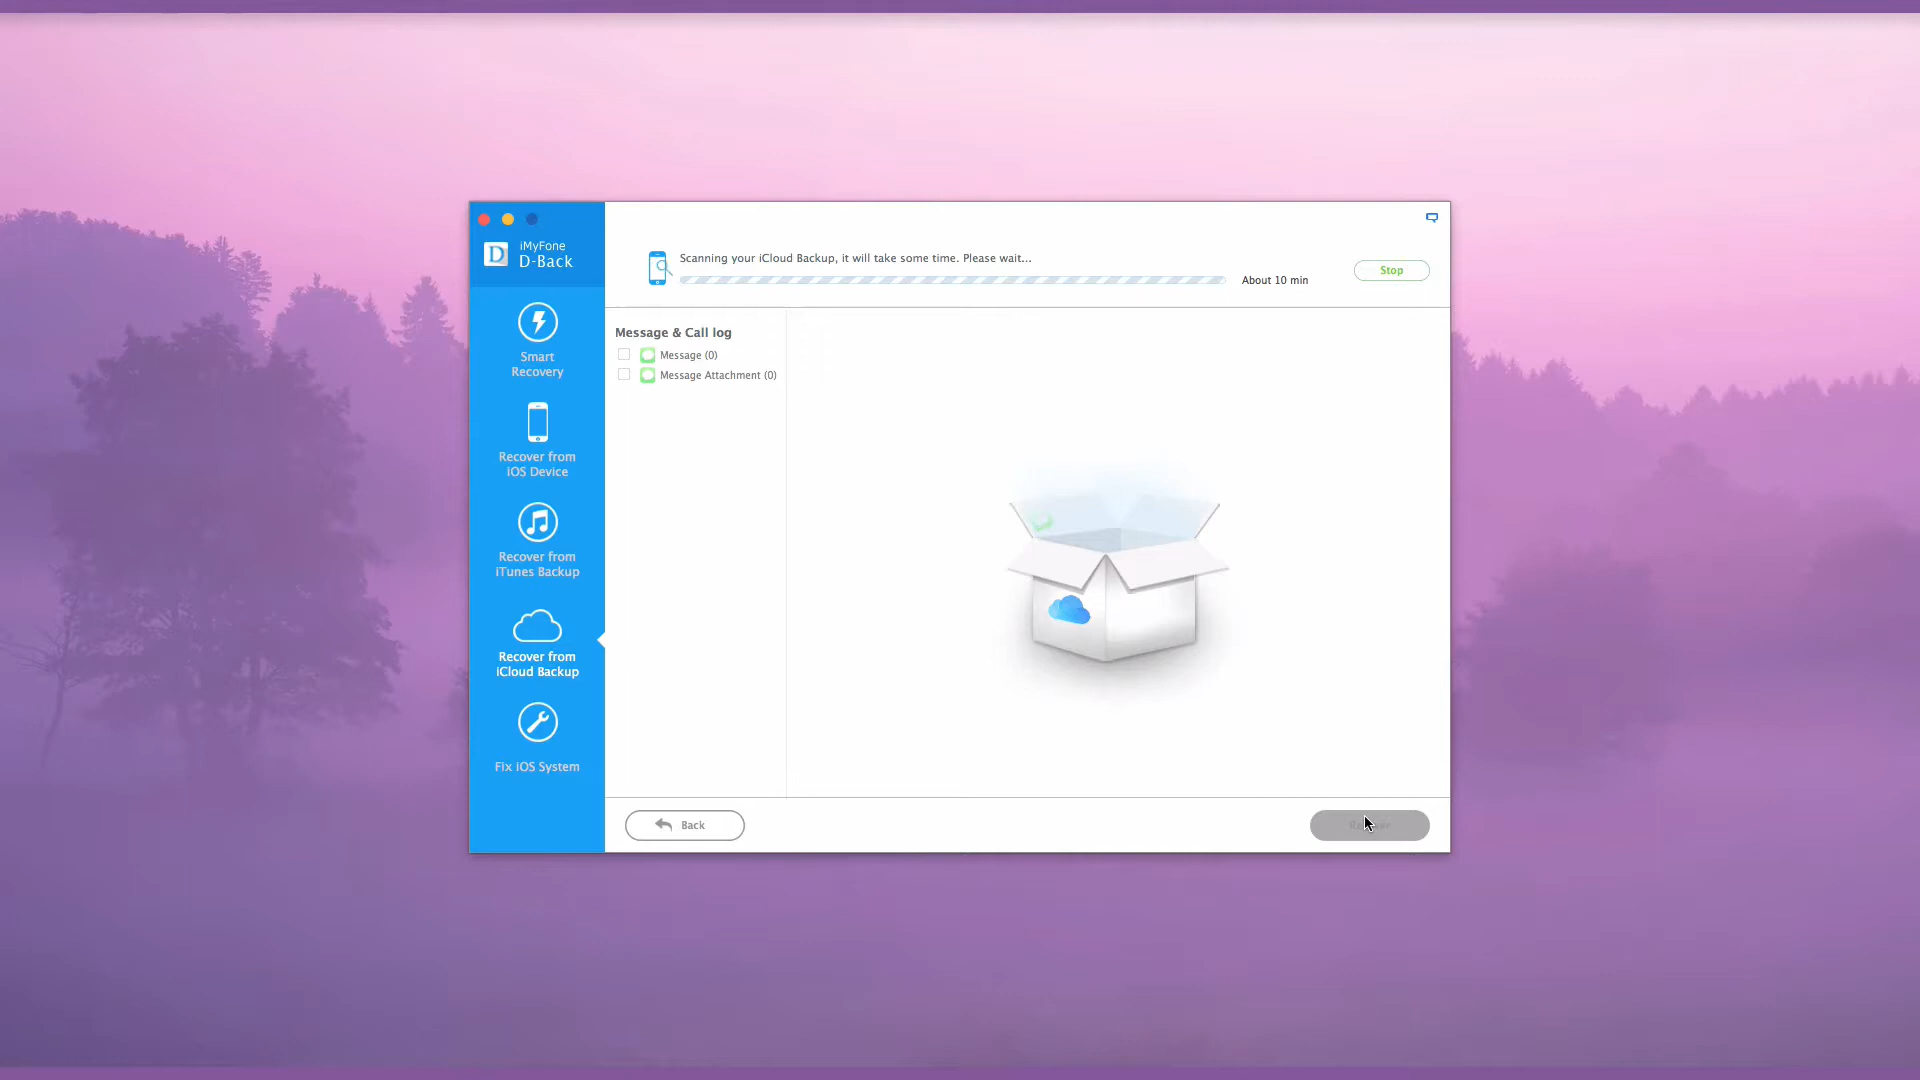 iMyFone
D-Back
Smart
Recovery
Recover from
iOS Device
Recover from
iTunes Backup
Recover from
iCloud Backup
Fix iOS System
Scanning your iCloud Backup, it will take some time. Please wait...
About 10 min
Stop
Message & Call log
Message (0)
Message Attachment (0)
Back